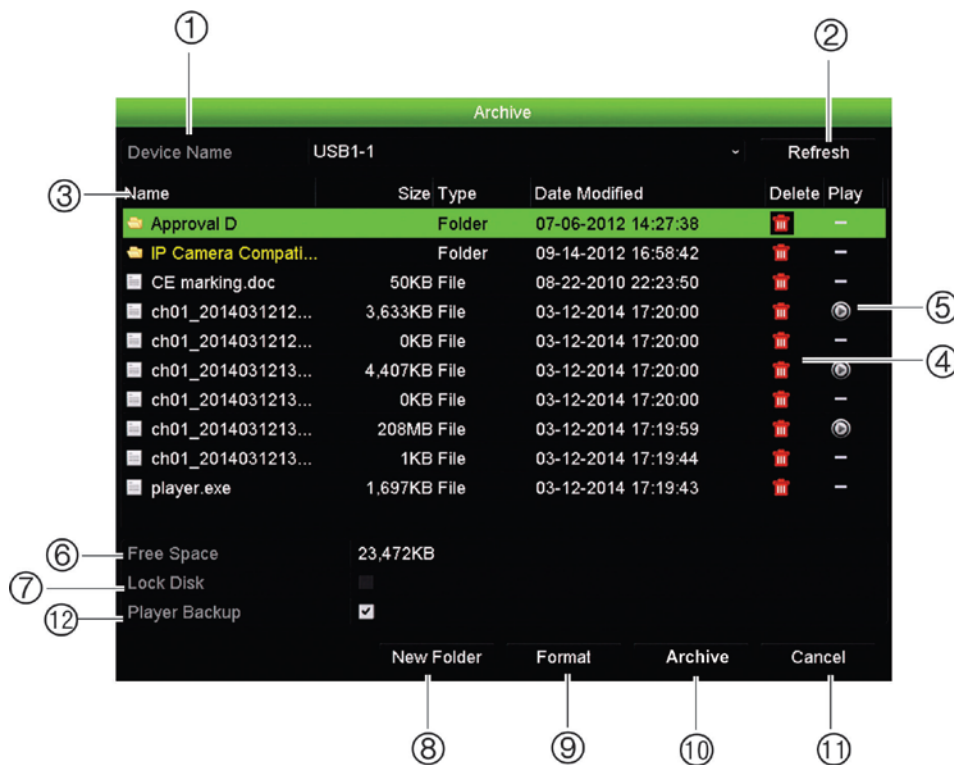 ① ②
Archive
Device Name USB1-1 Refresh
③ Name Size Type Date Modified Delete Play
Approval D Folder 07-06-2012 14:27:38 –
IP Camera Compati... Folder 09-14-2012 16:58:42 –
CE marking.doc 50KB File 08-22-2010 22:23:50 –
ch01_2014031212... 3,633KB File 03-12-2014 17:20:00 ⑤
ch01_2014031212... 0KB File 03-12-2014 17:20:00 –
ch01_2014031213... 4,407KB File 03-12-2014 17:20:00 ④
ch01_2014031213... 0KB File 03-12-2014 17:20:00 –
ch01_2014031213... 208MB File 03-12-2014 17:19:59
ch01_2014031213... 1KB File 03-12-2014 17:19:44 –
player.exe 1,697KB File 03-12-2014 17:19:43 –
⑥ Free Space 23,472KB
⑦ Lock Disk
⑫ Player Backup
New Folder Format Archive Cancel
⑧ ⑨ ⑩ ⑪